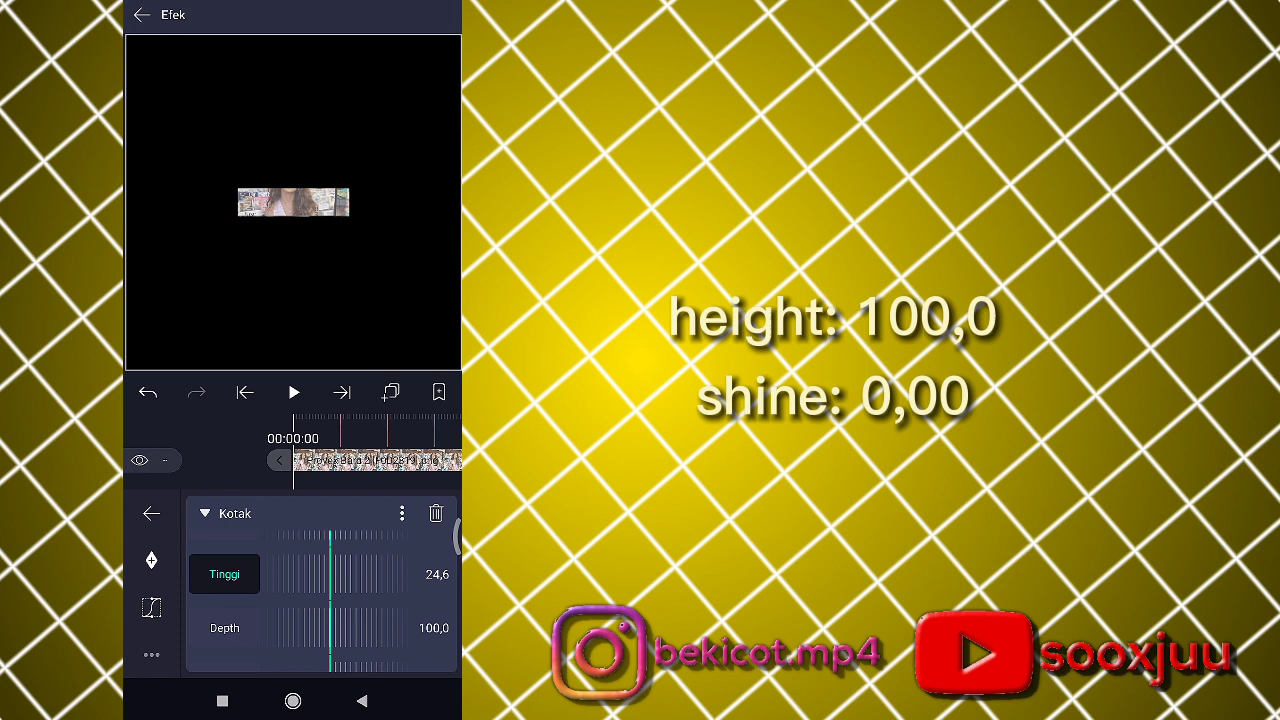 Efek
00:00:00
Kotak
Tinggi
24,6
Depth
100,0
height: 100,0
shine: 0,00
bekicot.mp4
sooxjuu